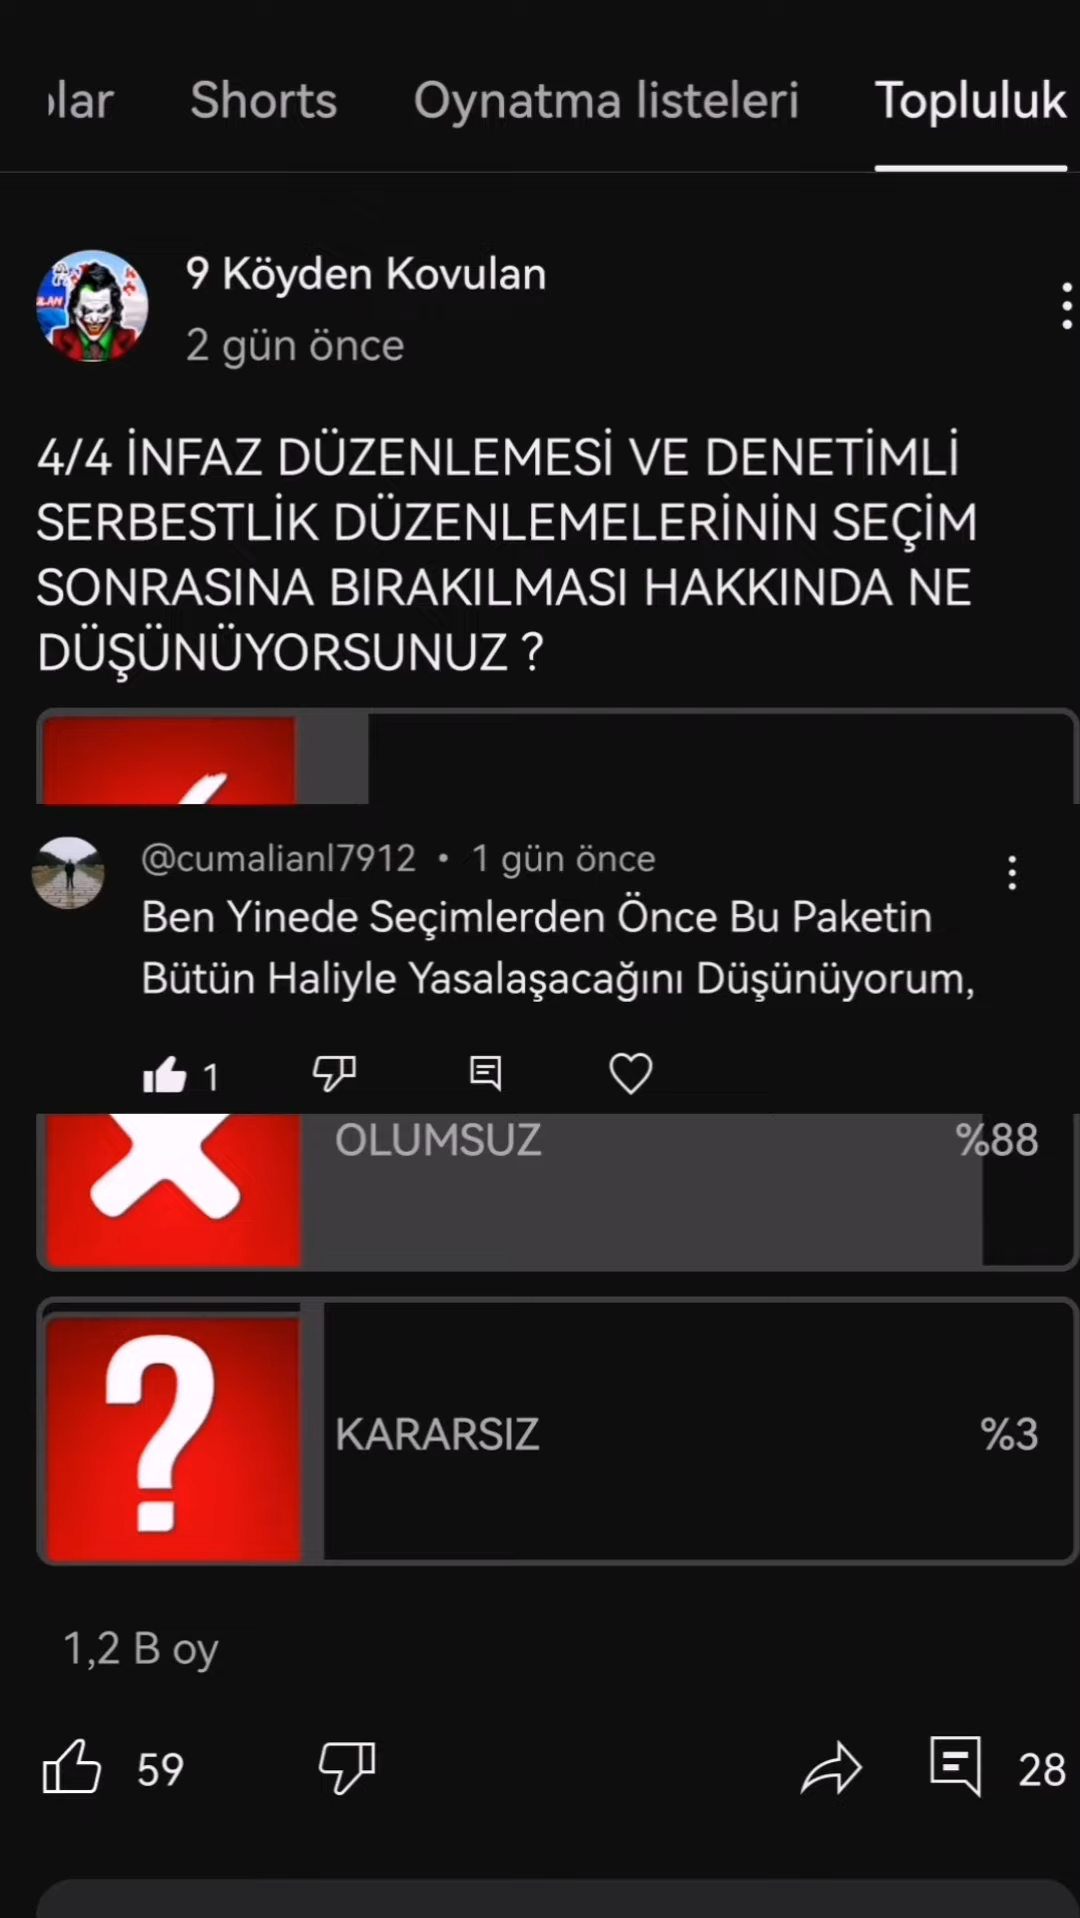 Shorts
Oynatma listeleri
Topluluk
9 Köyden Kovulan
2 gün önce
4/4 İNFAZ DÜZENLEMESİ VE DENETİMLİ
SERBESTLİK DÜZENLEMELERİNİN SEÇİM
SONRASINA BIRAKILMASI HAKKINDA NE
DÜŞÜNÜYORSUNUZ ?
@cumalianl7912 • 1 gün önce
Ben Yinede Seçimlerden Önce Bu Paketin
Bütün Haliyle Yasalaşacağını Düşünüyorum,
1
OLUMSUZ %88
KARARSIZ %3
1,2 B oy
59
28